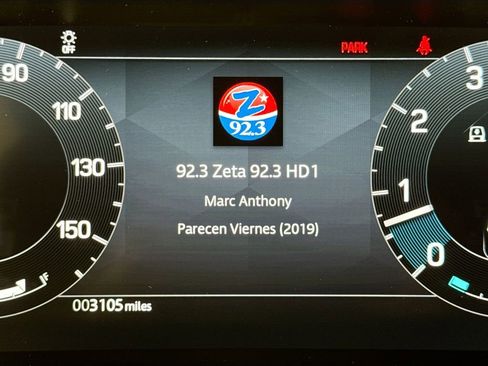 OFF
PARK
90
110
130
150
F
Z
92.3
92.3 Zeta 92.3 HD1
Marc Anthony
Parecen Viernes (2019)
003105 miles
3
2
1
0